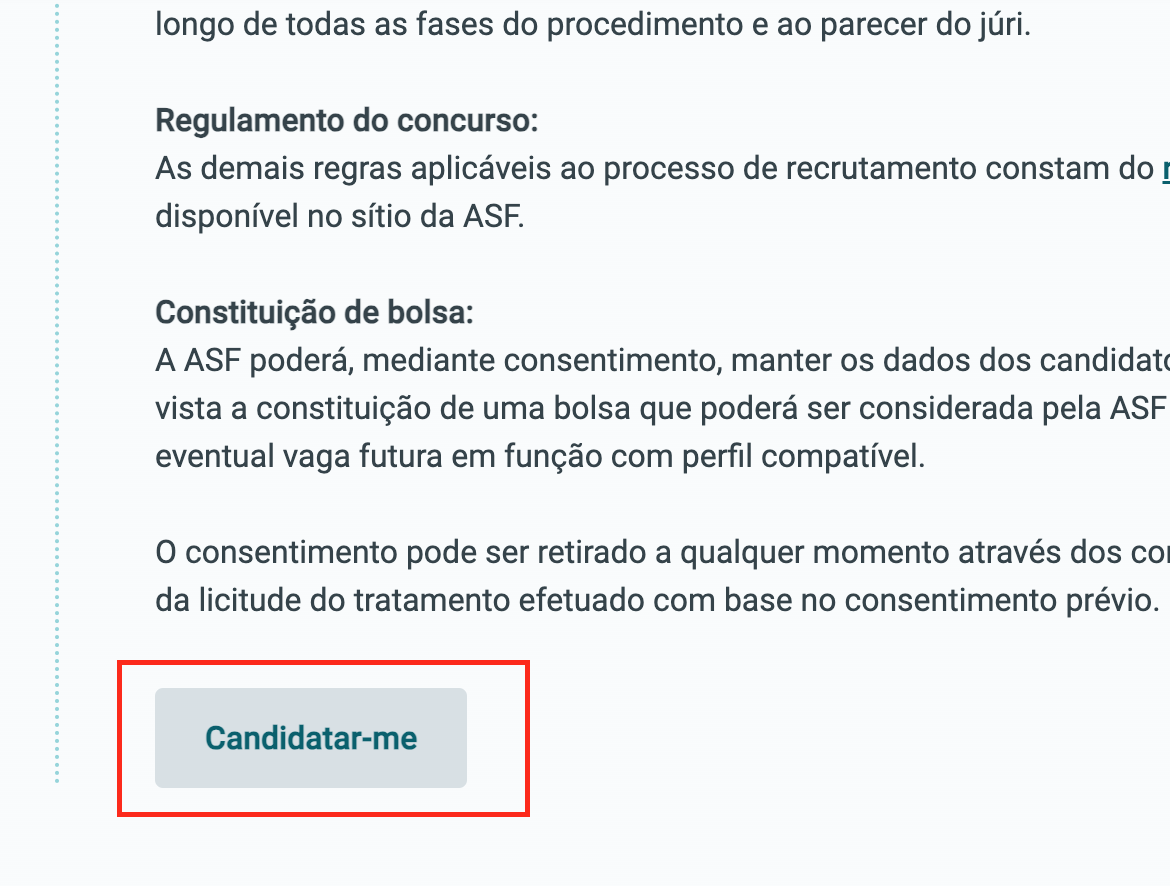 longo de todas as fases do procedimento e ao parecer do júri.
Regulamento do concurso:
As demais regras aplicáveis ao processo de recrutamento constam do
disponível no sítio da ASF.
Constituição de bolsa:
A ASF poderá, mediante consentimento, manter os dados dos
vista a constituição de uma bolsa que poderá ser considerada pela ASF
eventual vaga futura em função com perfil compatível.
O consentimento pode ser retirado a qualquer momento através dos
da licitude do tratamento efetuado com base no consentimento prévio.
Candidatar-me